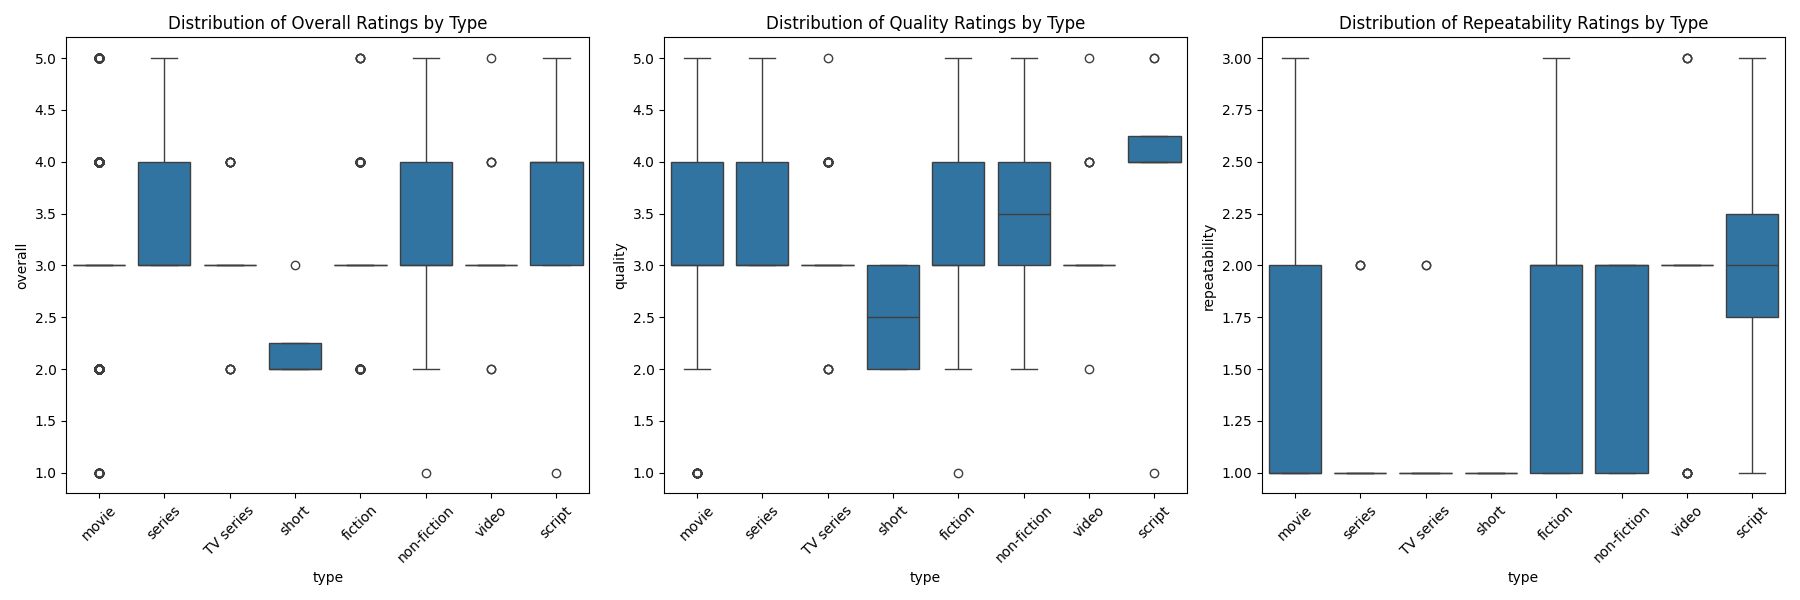 Distribution of Overall Ratings by Type
overall
5.0
4.5
4.0
3.5
3.0
2.5
2.0
1.5
1.0
movie
series
TV series
short
fiction
non-fiction
video
script
type
Distribution of Quality Ratings by Type
quality
5.0
4.5
4.0
3.5
3.0
2.5
2.0
1.5
1.0
movie
series
TV series
short
fiction
non-fiction
video
script
type
Distribution of Repeatability Ratings by Type
repeatability
3.00
2.75
2.50
2.25
2.00
1.75
1.50
1.25
1.00
movie
series
TV series
short
fiction
non-fiction
video
script
type